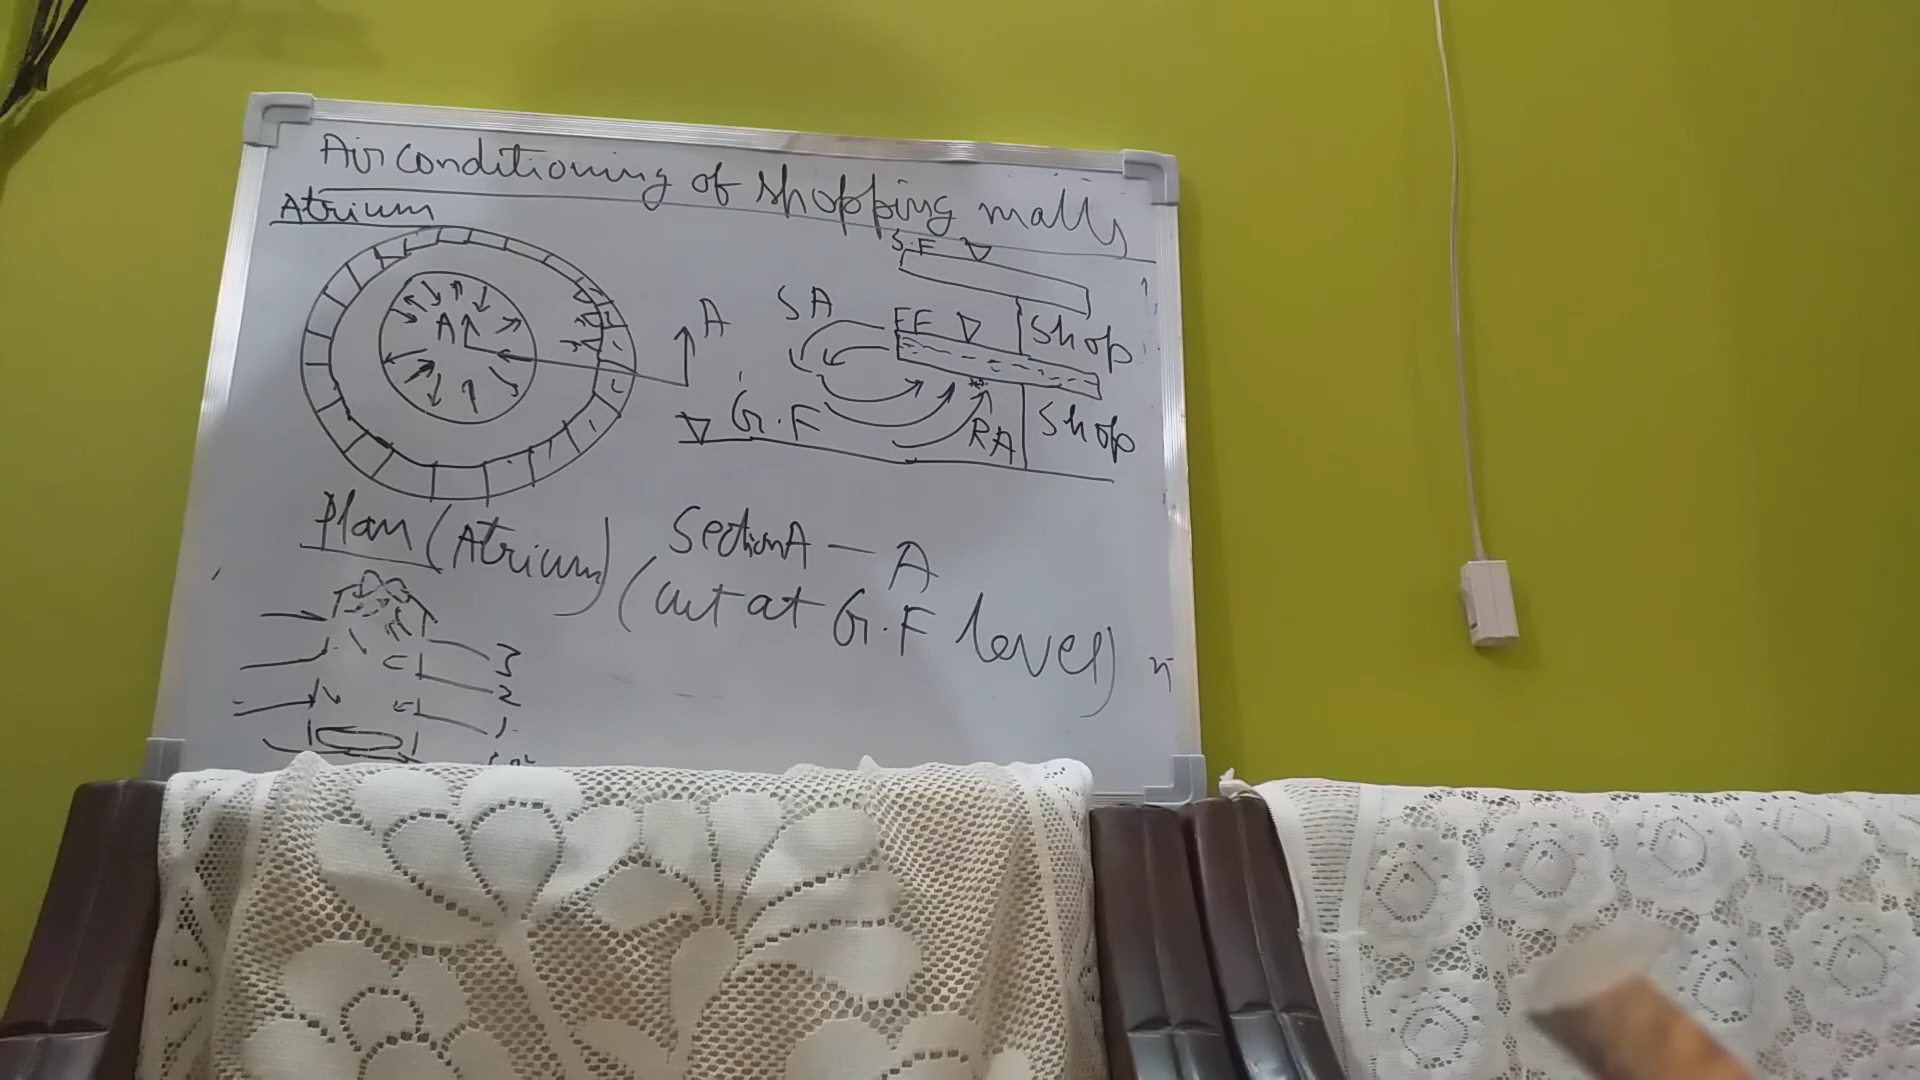 Air conditioning of shopping malls
Atrium
S.F
SA
F.F
Shop
A
A
G.F
RA
Shop
Plan (Atrium)
Section A - A
(cut at G.F level)
3
2
1